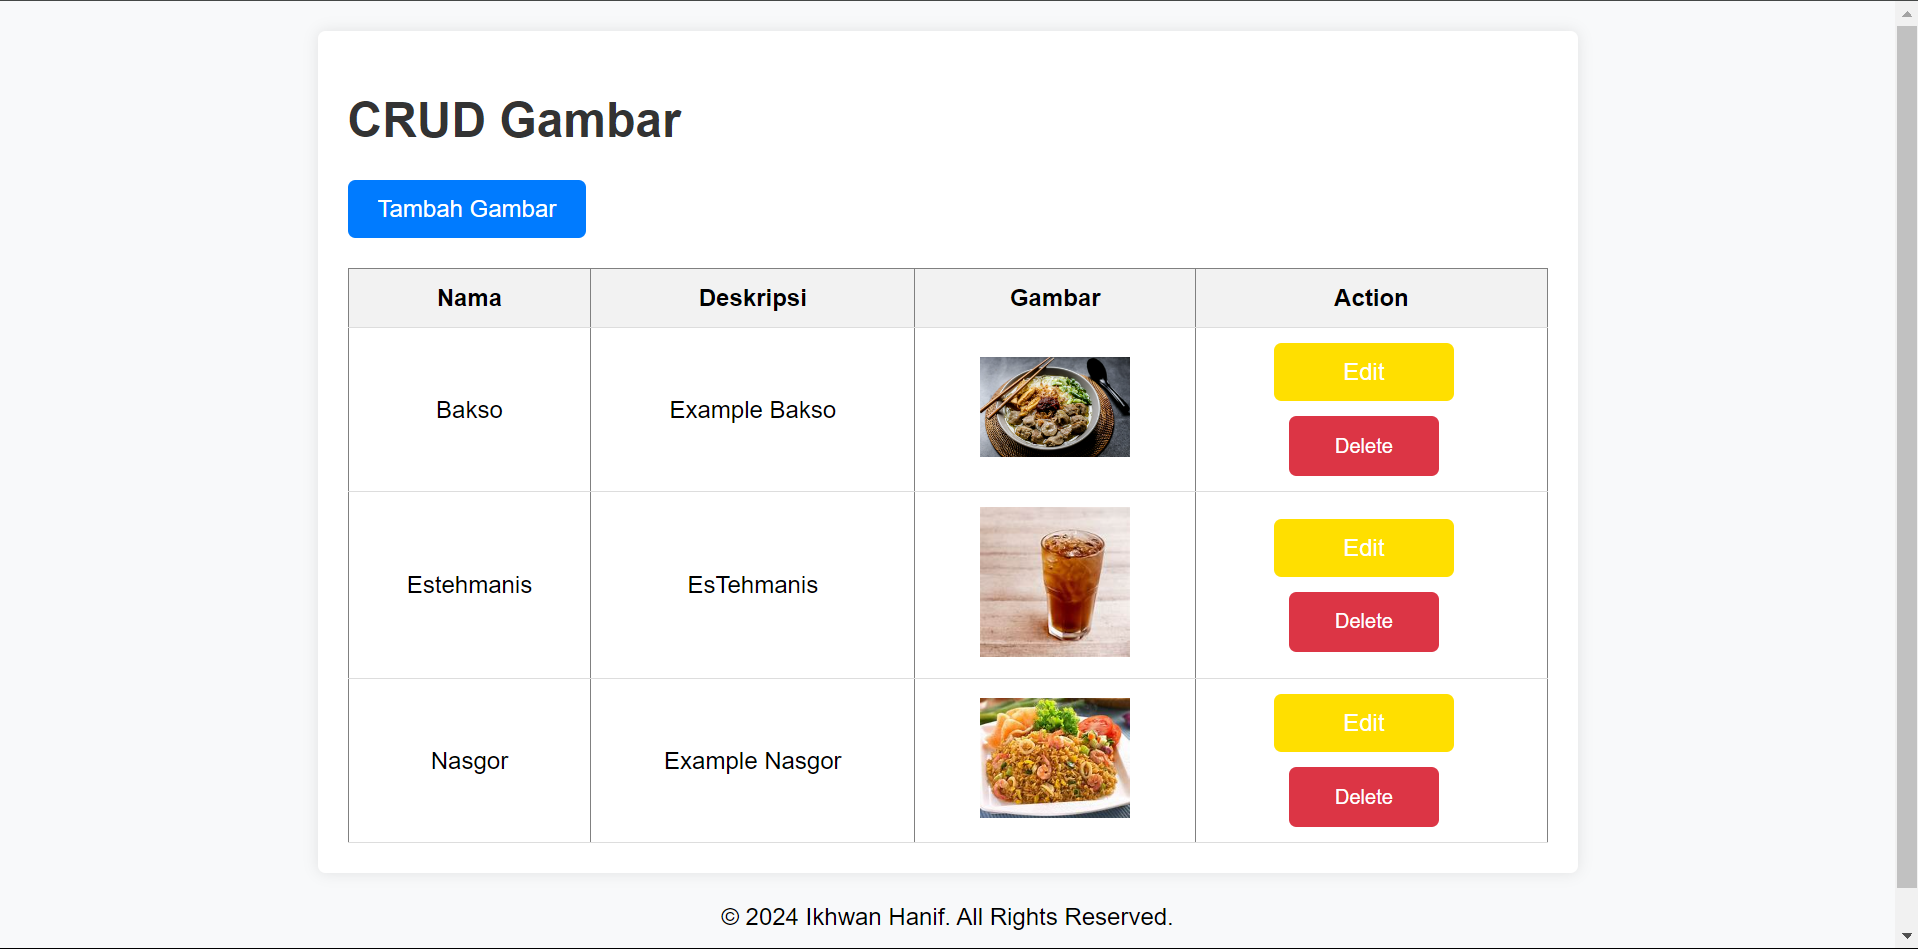 CRUD Gambar
Tambah Gambar
Nama Deskripsi Gambar Action
Bakso Example Bakso Edit
Delete
Estehmanis EsTehmanis Edit
Delete
Nasgor Example Nasgor Edit
Delete
© 2024 Ikhwan Hanif. All Rights Reserved.